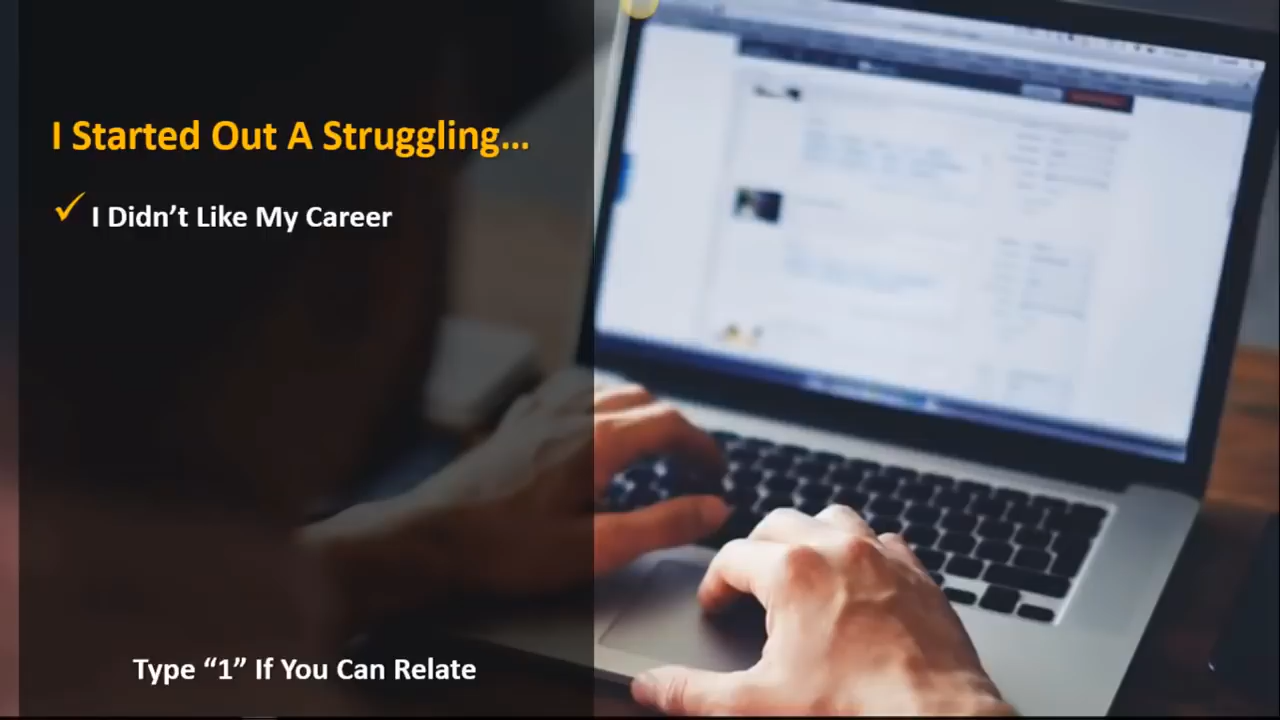 I Started Out A Struggling...
I Didn’t Like My Career
Type “1” If You Can Relate